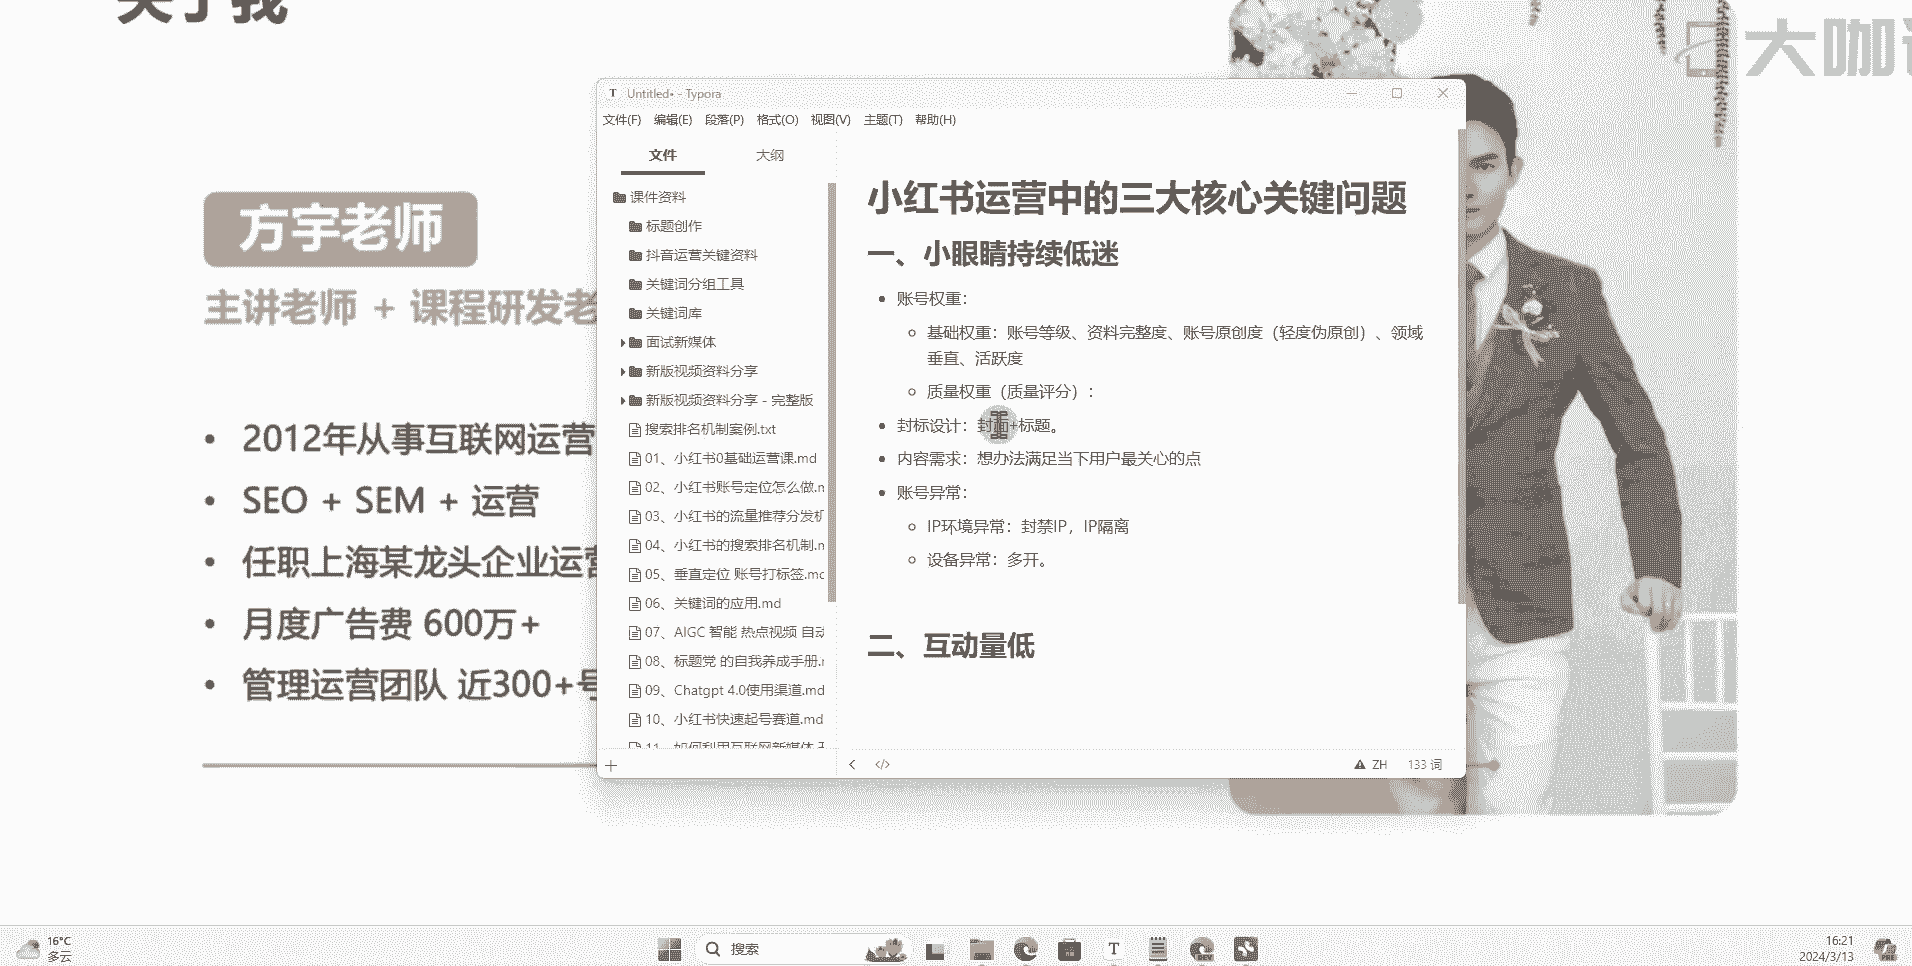 关于我
大咖
方宇老师
主讲老师 + 课程研发老
2012年从事互联网运营
SEO + SEM + 运营
任职上海某龙头企业运营
月度广告费 600万+
管理运营团队 近300+号
Untitled• - Typora
文件(F) 编辑(E) 段落(P) 格式(O) 视图(V) 主题(T) 帮助(H)
文件 大纲
课件资料
标题创作
抖音运营关键资料
关键词分组工具
关键词库
面试新媒体
新版视频资料分享
新版视频资料分享 - 完整版
搜索排名机制案例.txt
01、小红书0基础运营课.md
02、小红书账号定位怎么做.m
03、小红书的流量推荐分发机
04、小红书的搜索排名机制.m
05、垂直定位 账号打标签.mc
06、关键词的应用.md
07、AIGC 智能 热点视频 自动
08、标题党 的自我养成手册.r
09、Chatgpt 4.0使用渠道.md
10、小红书快速起号赛道.md
11、如何利用互联网新媒体
小红书运营中的三大核心关键问题
一、小眼睛持续低迷
账号权重：
基础权重：账号等级、资料完整度、账号原创度（轻度伪原创）、领域
垂直、活跃度
质量权重（质量评分）：
封标设计：封面+标题。
内容需求：想办法满足当下用户最关心的点
账号异常：
IP环境异常：封禁IP，IP隔离
设备异常：多开。
二、互动量低
ZH 133 词
16°C
多云
搜索
16:21
2024/3/13